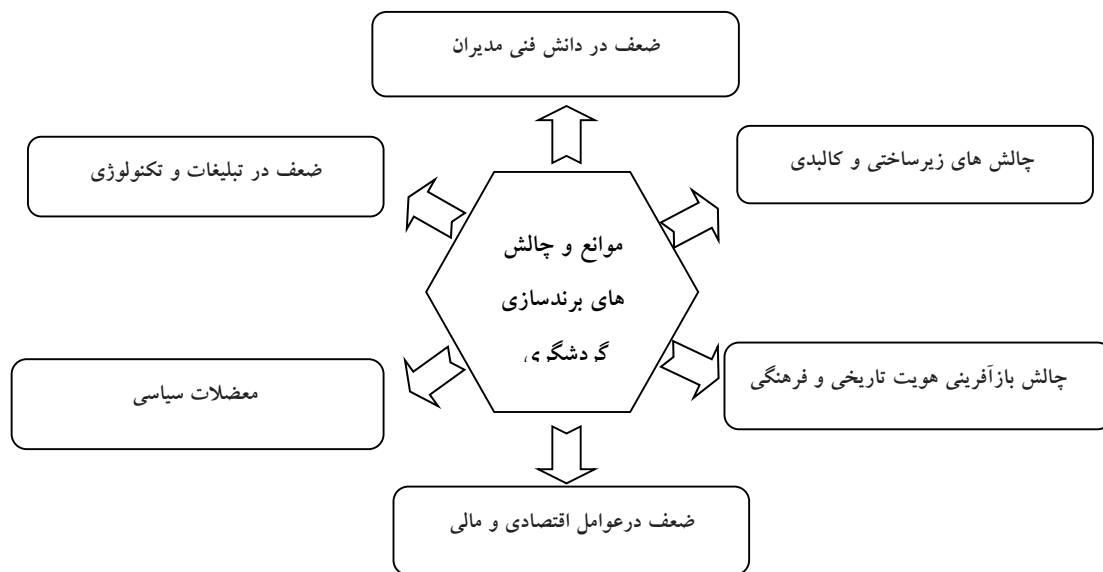 ضعف در دانش فنی مدیران
چالش های زیرساختی و کالبدی
ضعف در تبلیغات و تکنولوژی
موانع و چالش
های برندسازی
گردشگری
چالش بازآفرینی هویت تاریخی و فرهنگی
معضلات سیاسی
ضعف درعوامل اقتصادی و مالی